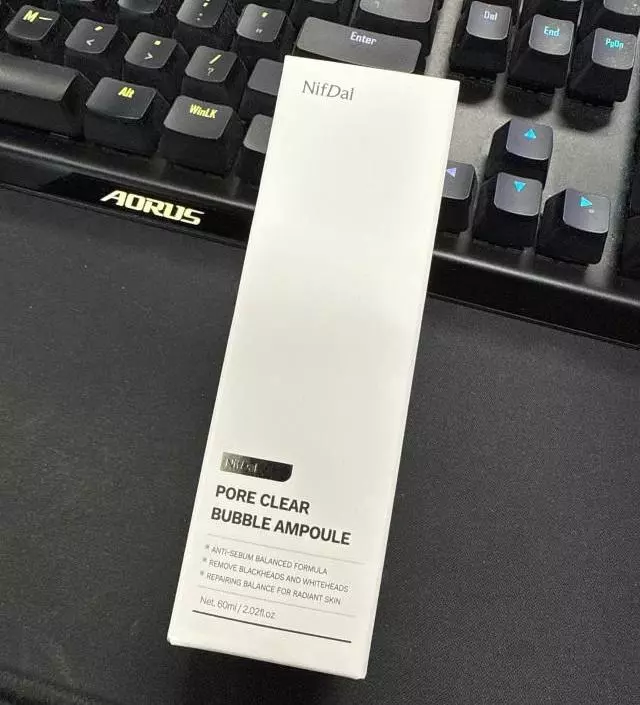 M—
<
,
>
.
?
/
"
'
Enter
Del
End
PgDn
Alt
WinLK
AORUS
NifDal
NifDal
PORE CLEAR
BUBBLE AMPOULE
* ANTI-SEBUM BALANCED FORMULA
* REMOVE BLACKHEADS AND WHITEHEADS
* REPAIRING BALANCE FOR RADIANT SKIN
Net. 60ml / 2.02fl.oz